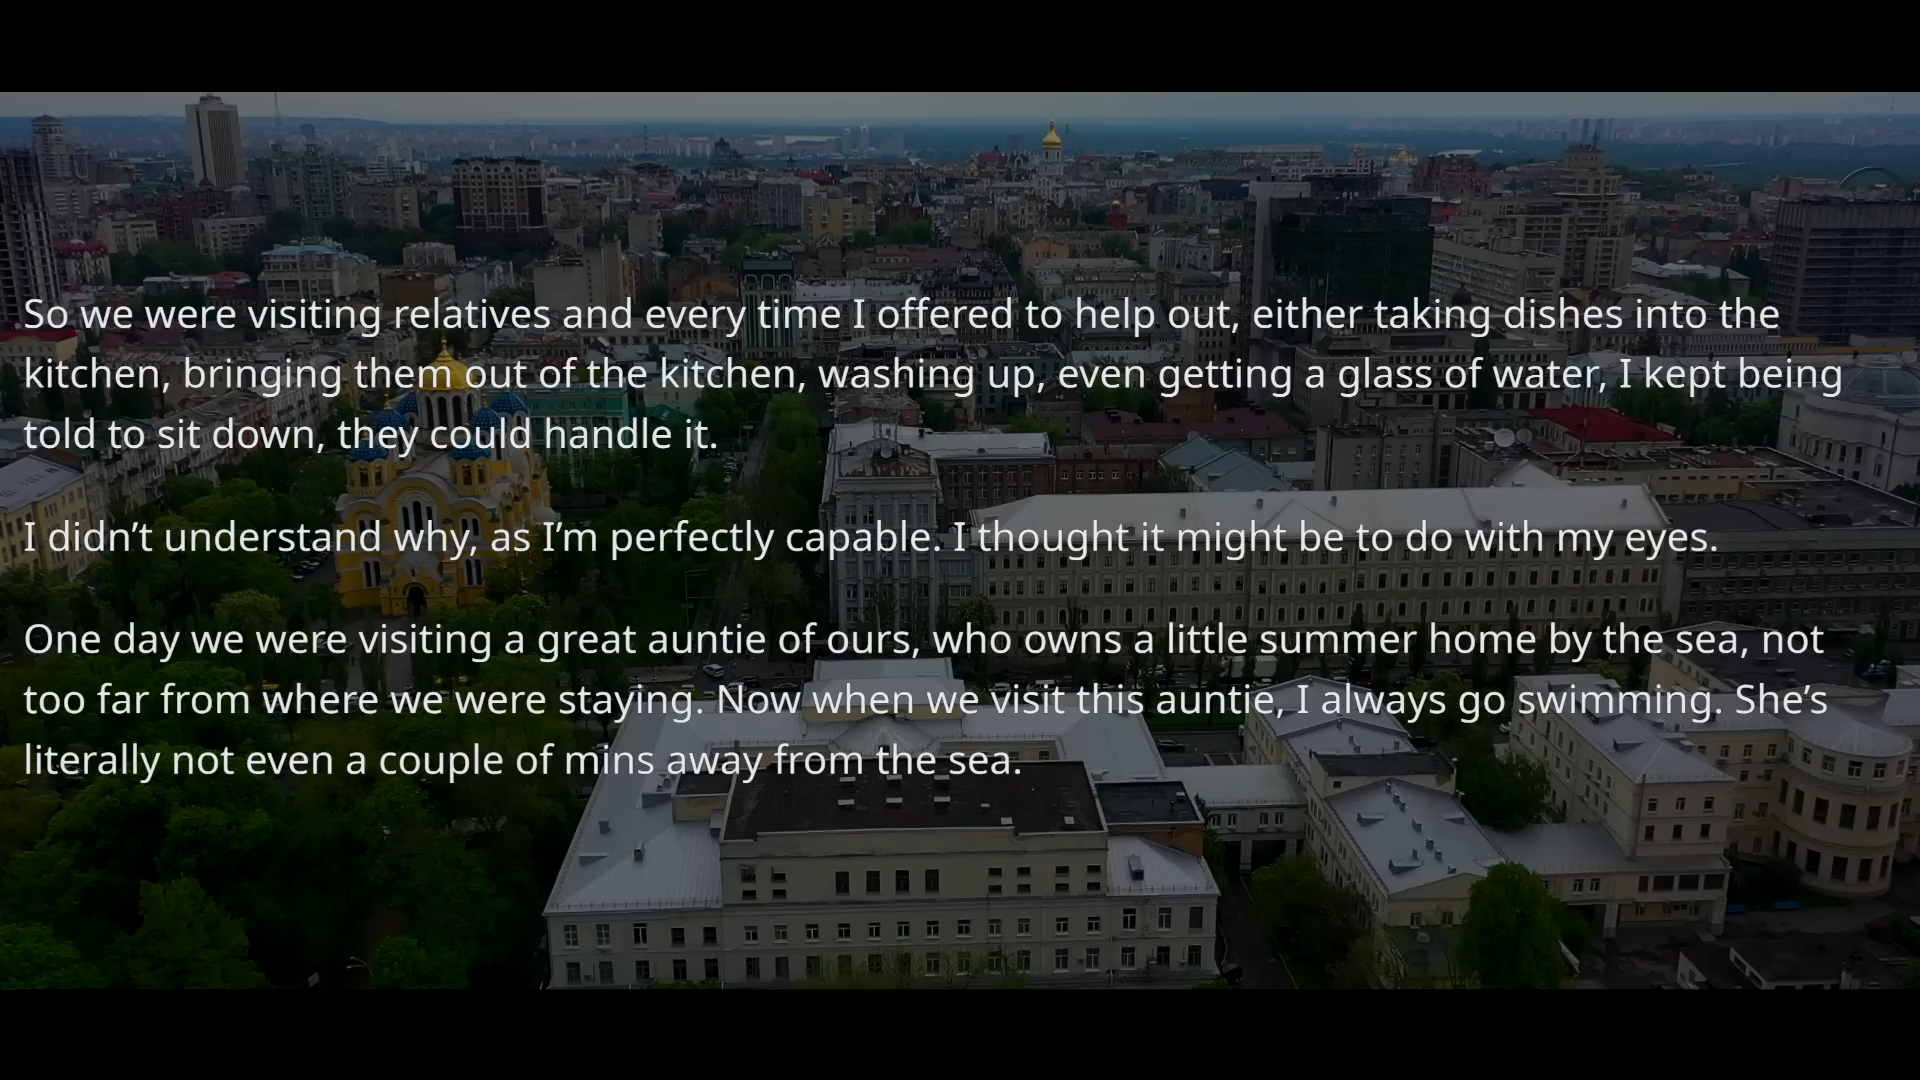 So we were visiting relatives and every time I offered to help out, either taking dishes into the
kitchen, bringing them out of the kitchen, washing up, even getting a glass of water, I kept being
told to sit down, they could handle it.
I didn’t understand why, as I’m perfectly capable. I thought it might be to do with my eyes.
One day we were visiting a great auntie of ours, who owns a little summer home by the sea, not
too far from where we were staying. Now when we visit this auntie, I always go swimming. She’s
literally not even a couple of mins away from the sea.